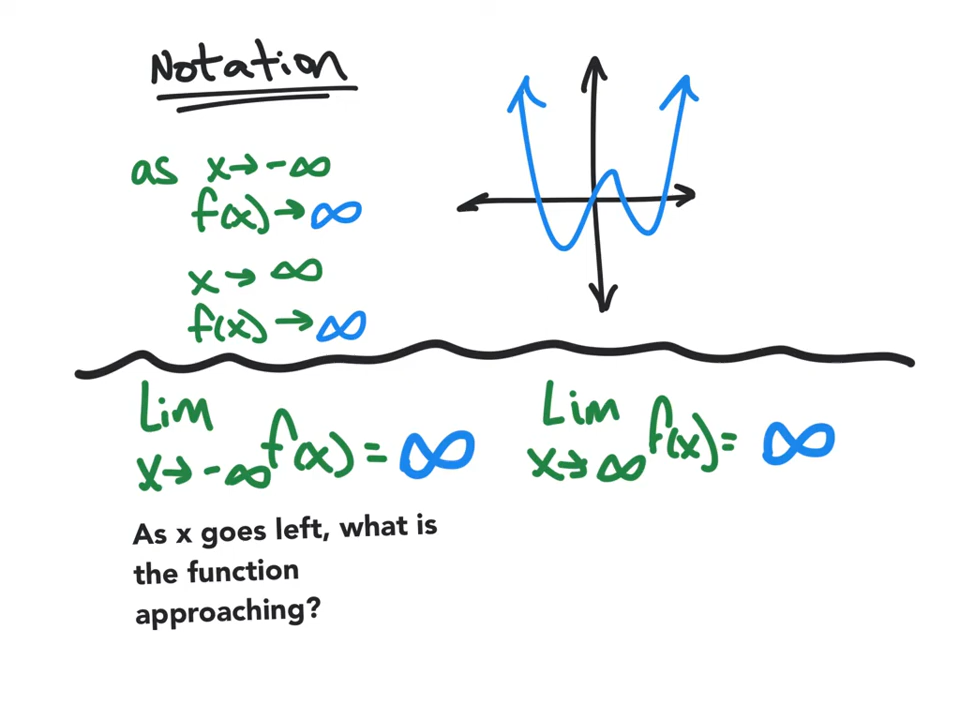 Notation
as x→-∞
f(x)→∞
x→∞
f(x)→∞
Lim f(x)=∞
x→-∞
Lim f(x)=∞
x→∞
As x goes left, what is
the function
approaching?